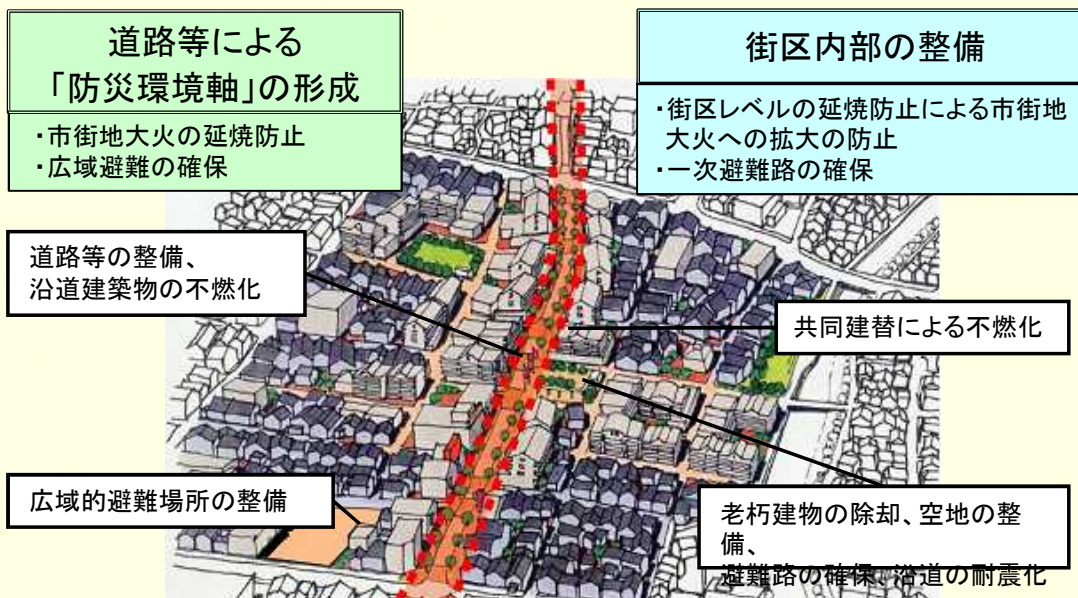 道路等による
「防災環境軸」の形成
・市街地大火の延焼防止
・広域避難の確保
街区内部の整備
・街区レベルの延焼防止による市街地
大火への拡大の防止
・一次避難路の確保
道路等の整備、
沿道建築物の不燃化
共同建替による不燃化
広域的避難場所の整備
老朽建物の除却、空地の整
備、
避難路の確保、沿道の耐震化